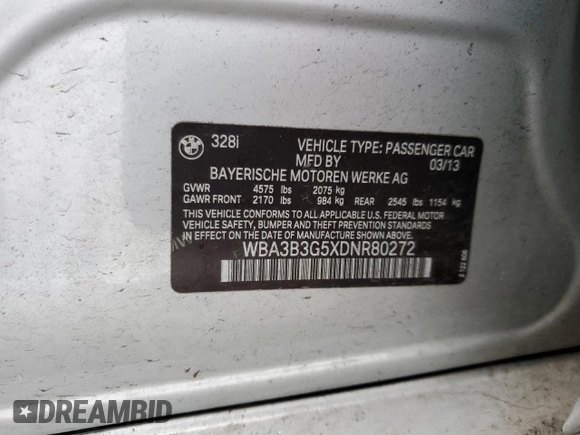 328i VEHICLE TYPE: PASSENGER CAR
MFD BY 03/13
BAYERISCHE MOTOREN WERKE AG
GVWR 4575 lbs 2075 kg
GAWR FRONT 2170 lbs 984 kg REAR 2545 lbs 1154 kg
THIS VEHICLE CONFORMS TO ALL APPLICABLE U.S. FEDERAL MOTOR
VEHICLE SAFETY, BUMPER, AND THEFT PREVENTION STANDARDS
IN EFFECT ON THE DATE OF MANUFACTURE SHOWN ABOVE.
WBA3B3G5XDNR80272
DREAMBID